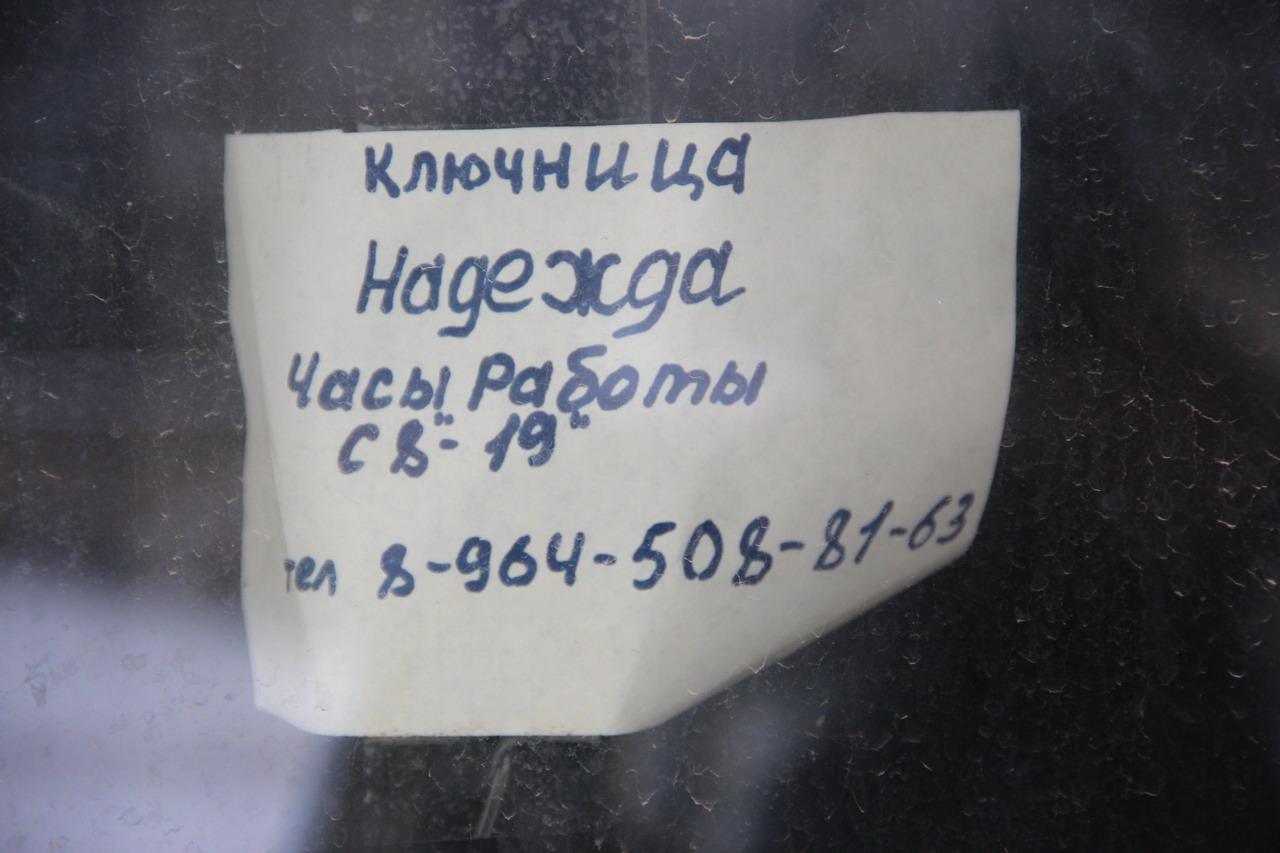 Ключница
Надежда
Часы Работы
с 8"- 19"
тел 8-964-508-81-63